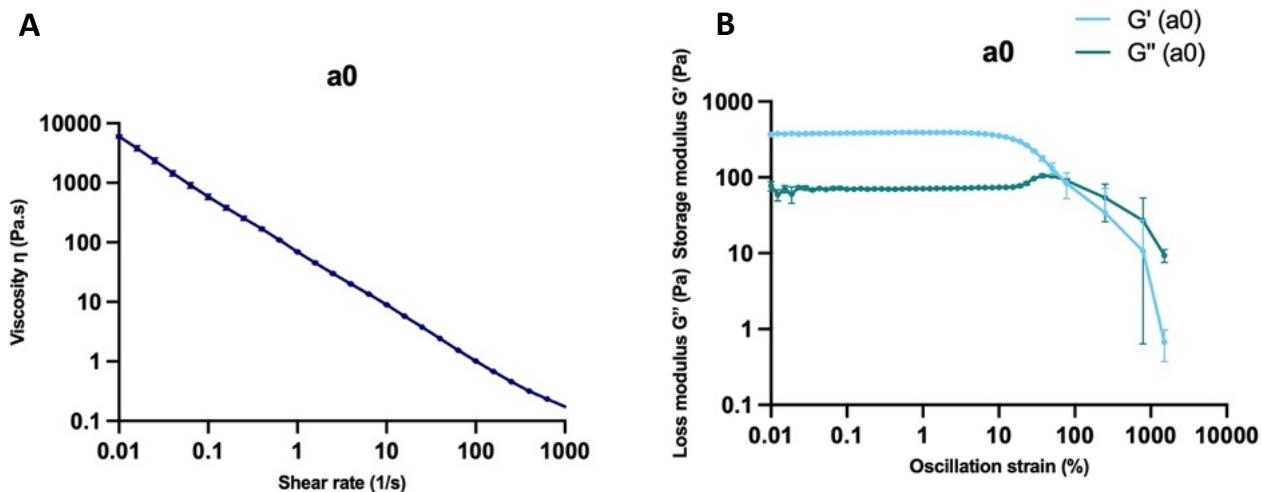 A
a0
Viscosity η (Pa.s)
10000
1000
100
10
1
0.1
0.01
0.1
1
10
100
1000
Shear rate (1/s)
B
a0
G' (a0)
G" (a0)
Loss modulus G" (Pa) Storage modulus G' (Pa)
1000
100
10
1
0.1
0.01
0.1
1
10
100
1000
10000
Oscillation strain (%)